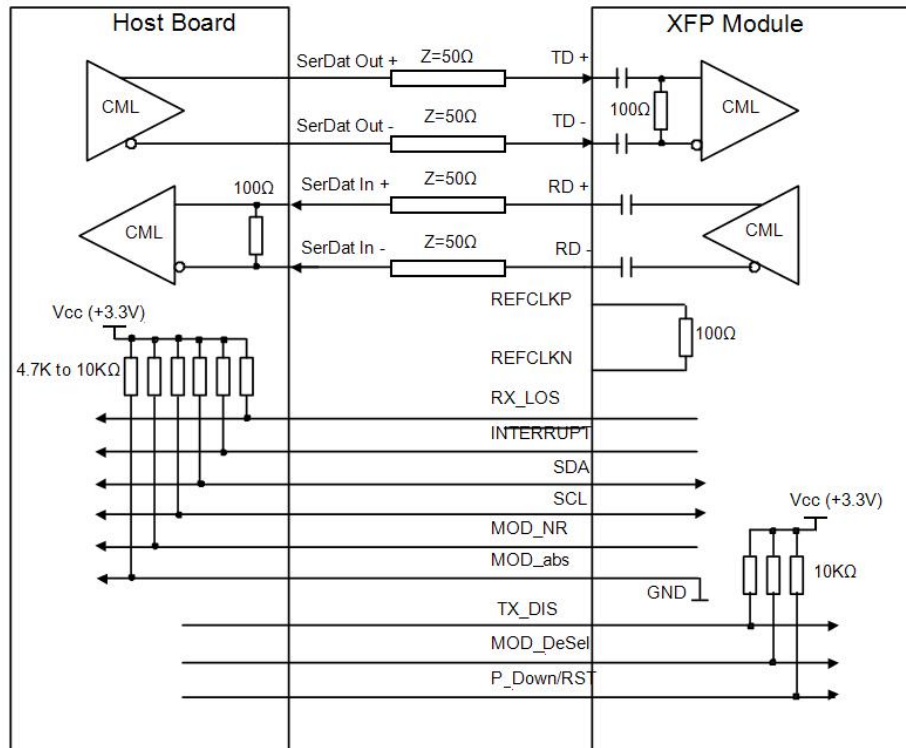 Host Board
XFP Module
SerDat Out +
Z=50Ω
TD +
CML
100Ω
CML
SerDat Out -
Z=50Ω
TD -
100Ω
SerDat In +
Z=50Ω
RD +
CML
CML
SerDat In -
Z=50Ω
RD -
REFCLKP
Vcc (+3.3V)
100Ω
4.7K to 10KΩ
REFCLKN
RX_LOS
INTERRUPT
SDA
SCL
Vcc (+3.3V)
MOD_NR
MOD_abs
10KΩ
GND
TX_DIS
MOD_DeSel
P_Down/RST